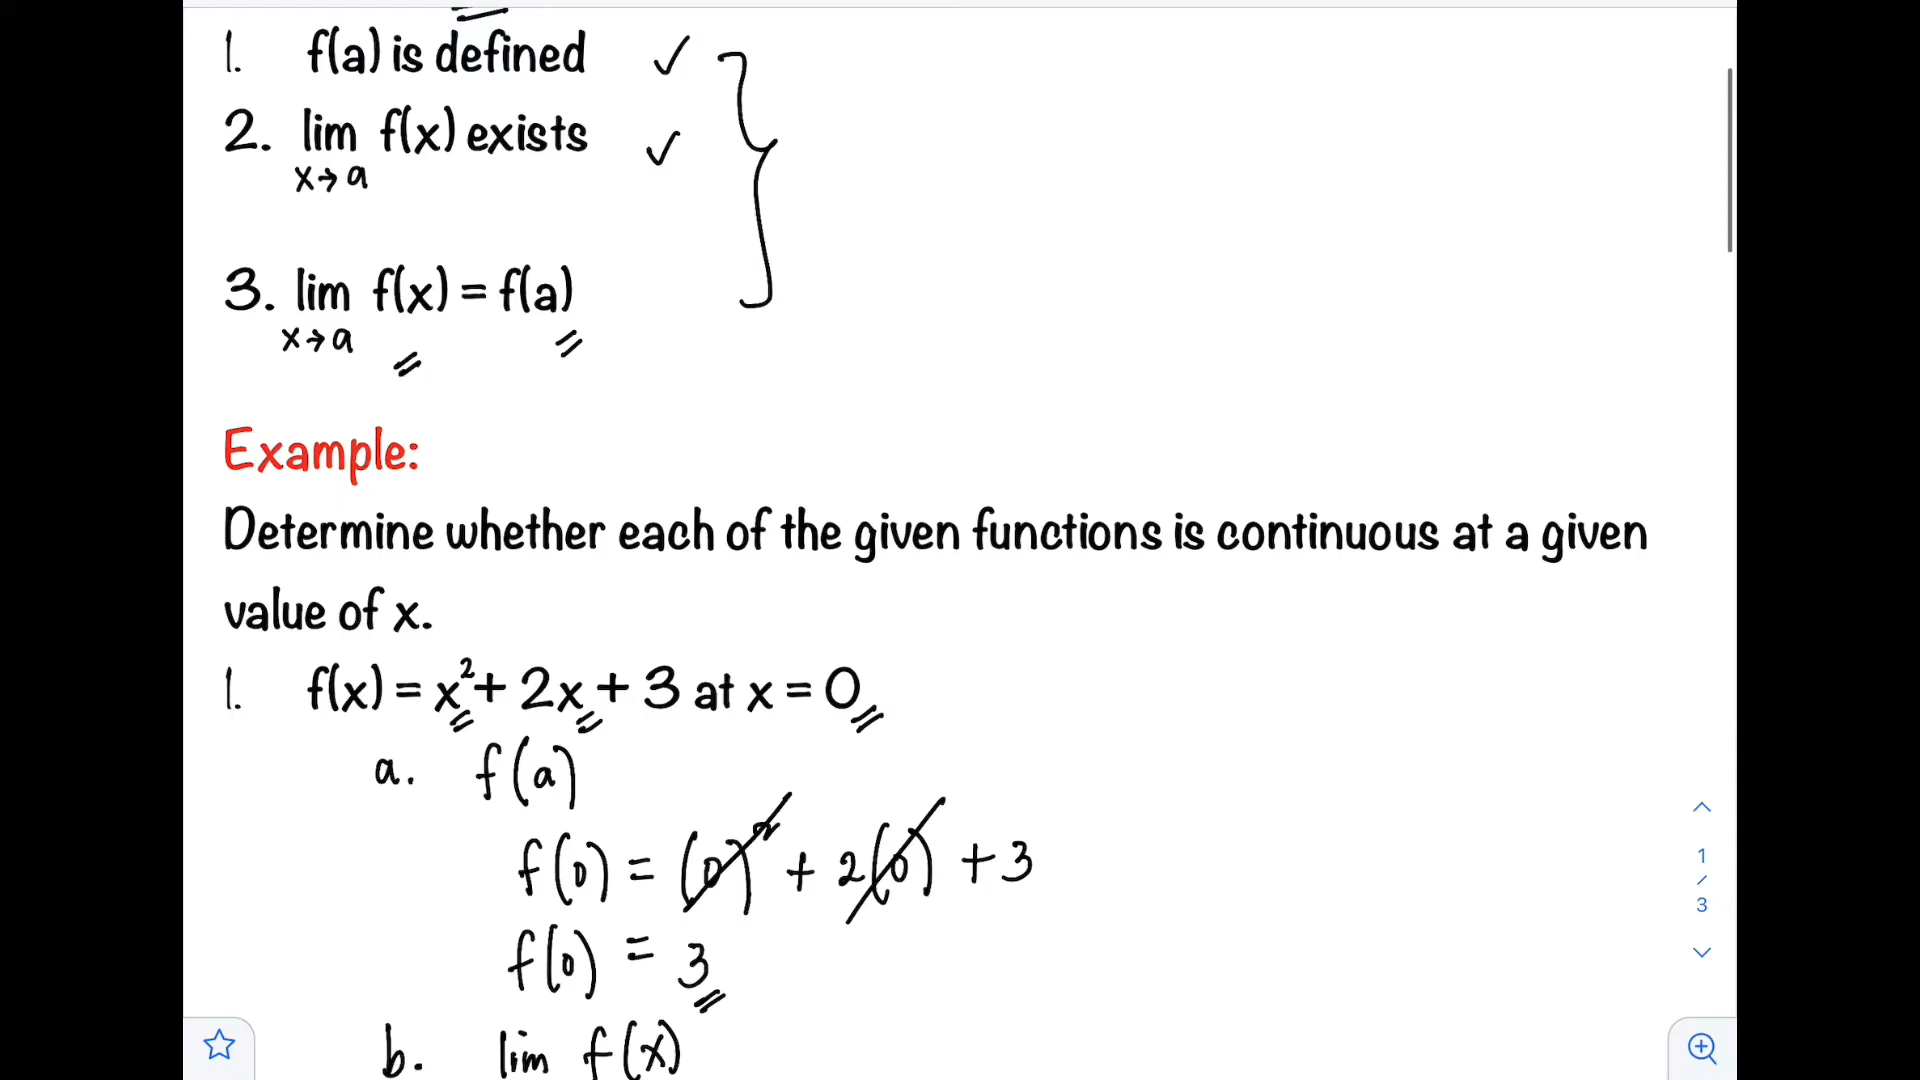 1. f(a) is defined ✓
2. lim f(x) exists ✓
x→a
3. lim f(x) = f(a)
x→a
Example:
Determine whether each of the given functions is continuous at a given
value of x.
1. f(x) = x²+ 2x + 3 at x = 0
a. f(a)
f(0) = (0)² + 2(0) + 3
f(0) = 3
b. lim f(x)
1
/
3